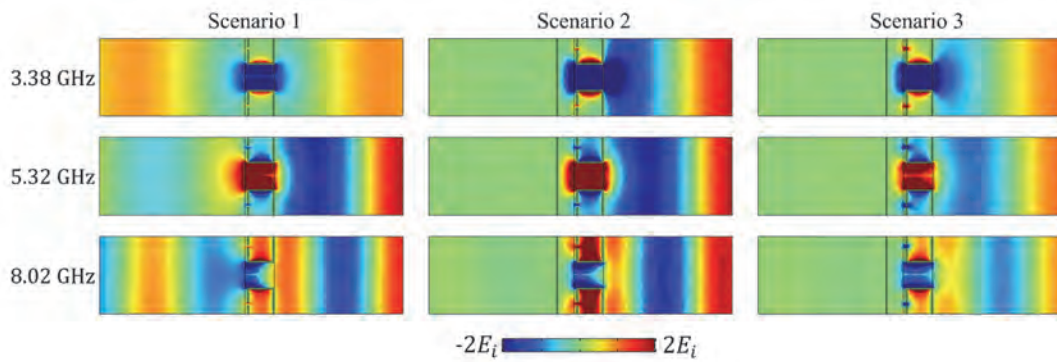 Scenario 1 Scenario 2 Scenario 3
3.38 GHz
5.32 GHz
8.02 GHz
-2Eᵢ 2Eᵢ